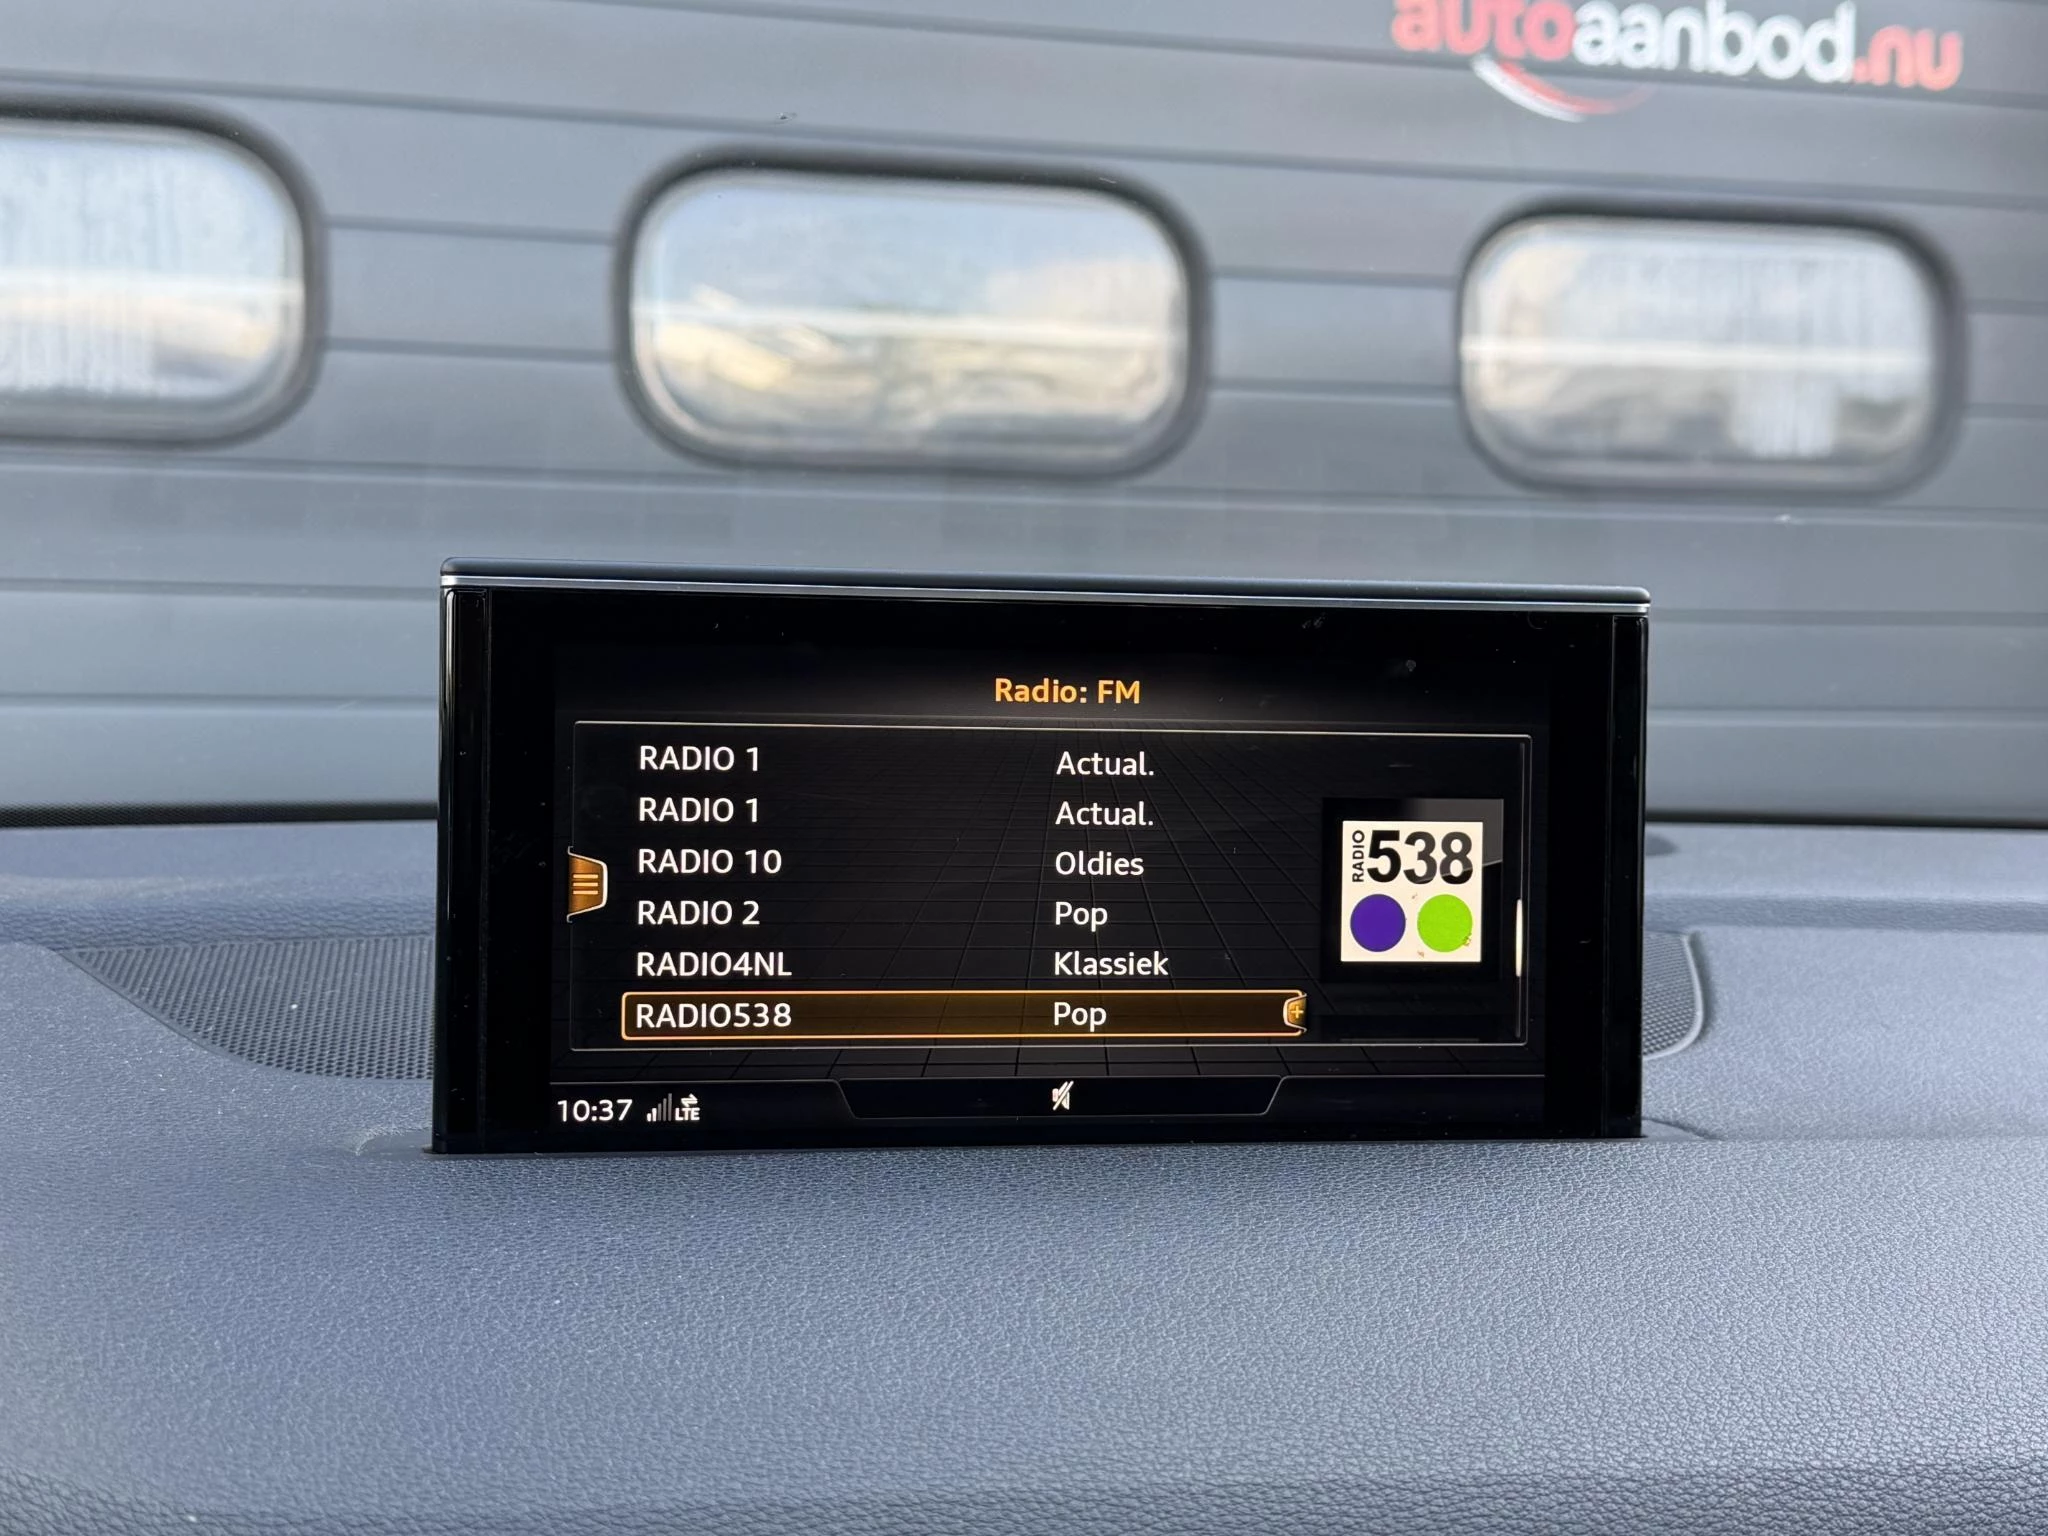 autoaanbod.nu
Radio: FM
RADIO 1 Actual.
RADIO 1 Actual.
RADIO 10 Oldies
RADIO 2 Pop
RADIO4NL Klassiek
RADIO538 Pop
RADIO 538
10:37 LTE